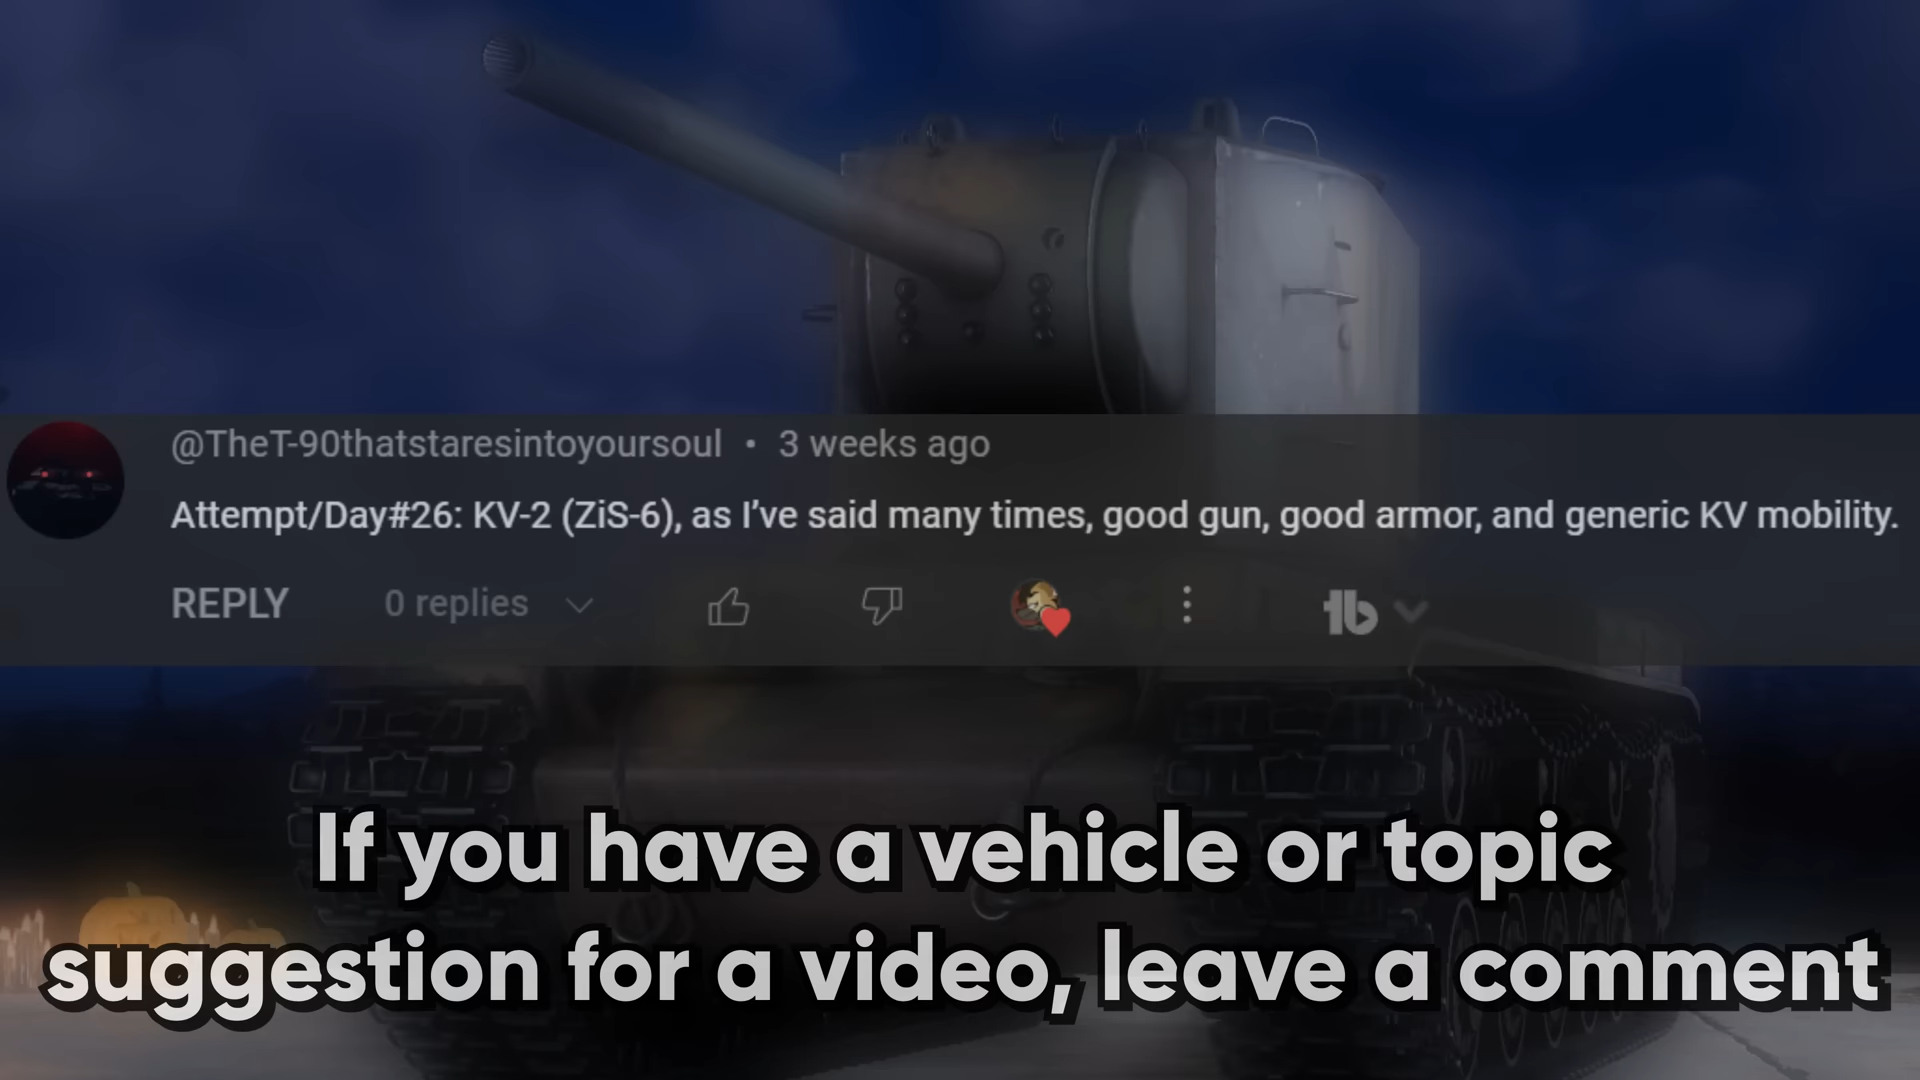 @TheT-90thatstaresintoyoursoul • 3 weeks ago
Attempt/Day#26: KV-2 (ZiS-6), as I’ve said many times, good gun, good armor, and generic KV mobility.
REPLY 0 replies tb
If you have a vehicle or topic
suggestion for a video, leave a comment